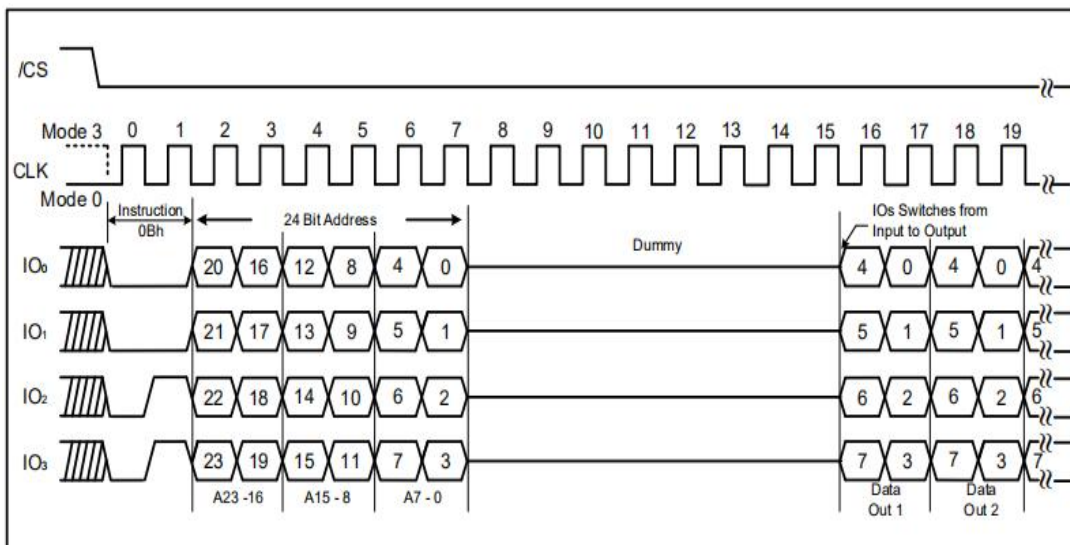 /CS
Mode 3 0 1 2 3 4 5 6 7 8 9 10 11 12 13 14 15 16 17 18 19
CLK
Mode 0
Instruction
0Bh
24 Bit Address
Dummy
IOs Switches from
Input to Output
IO0 20 16 12 8 4 0 4 0 4 0 4
IO1 21 17 13 9 5 1 5 1 5 1 5
IO2 22 18 14 10 6 2 6 2 6 2 6
IO3 23 19 15 11 7 3 7 3 7 3 7
A23 -16 A15 - 8 A7 - 0
Data
Out 1
Data
Out 2